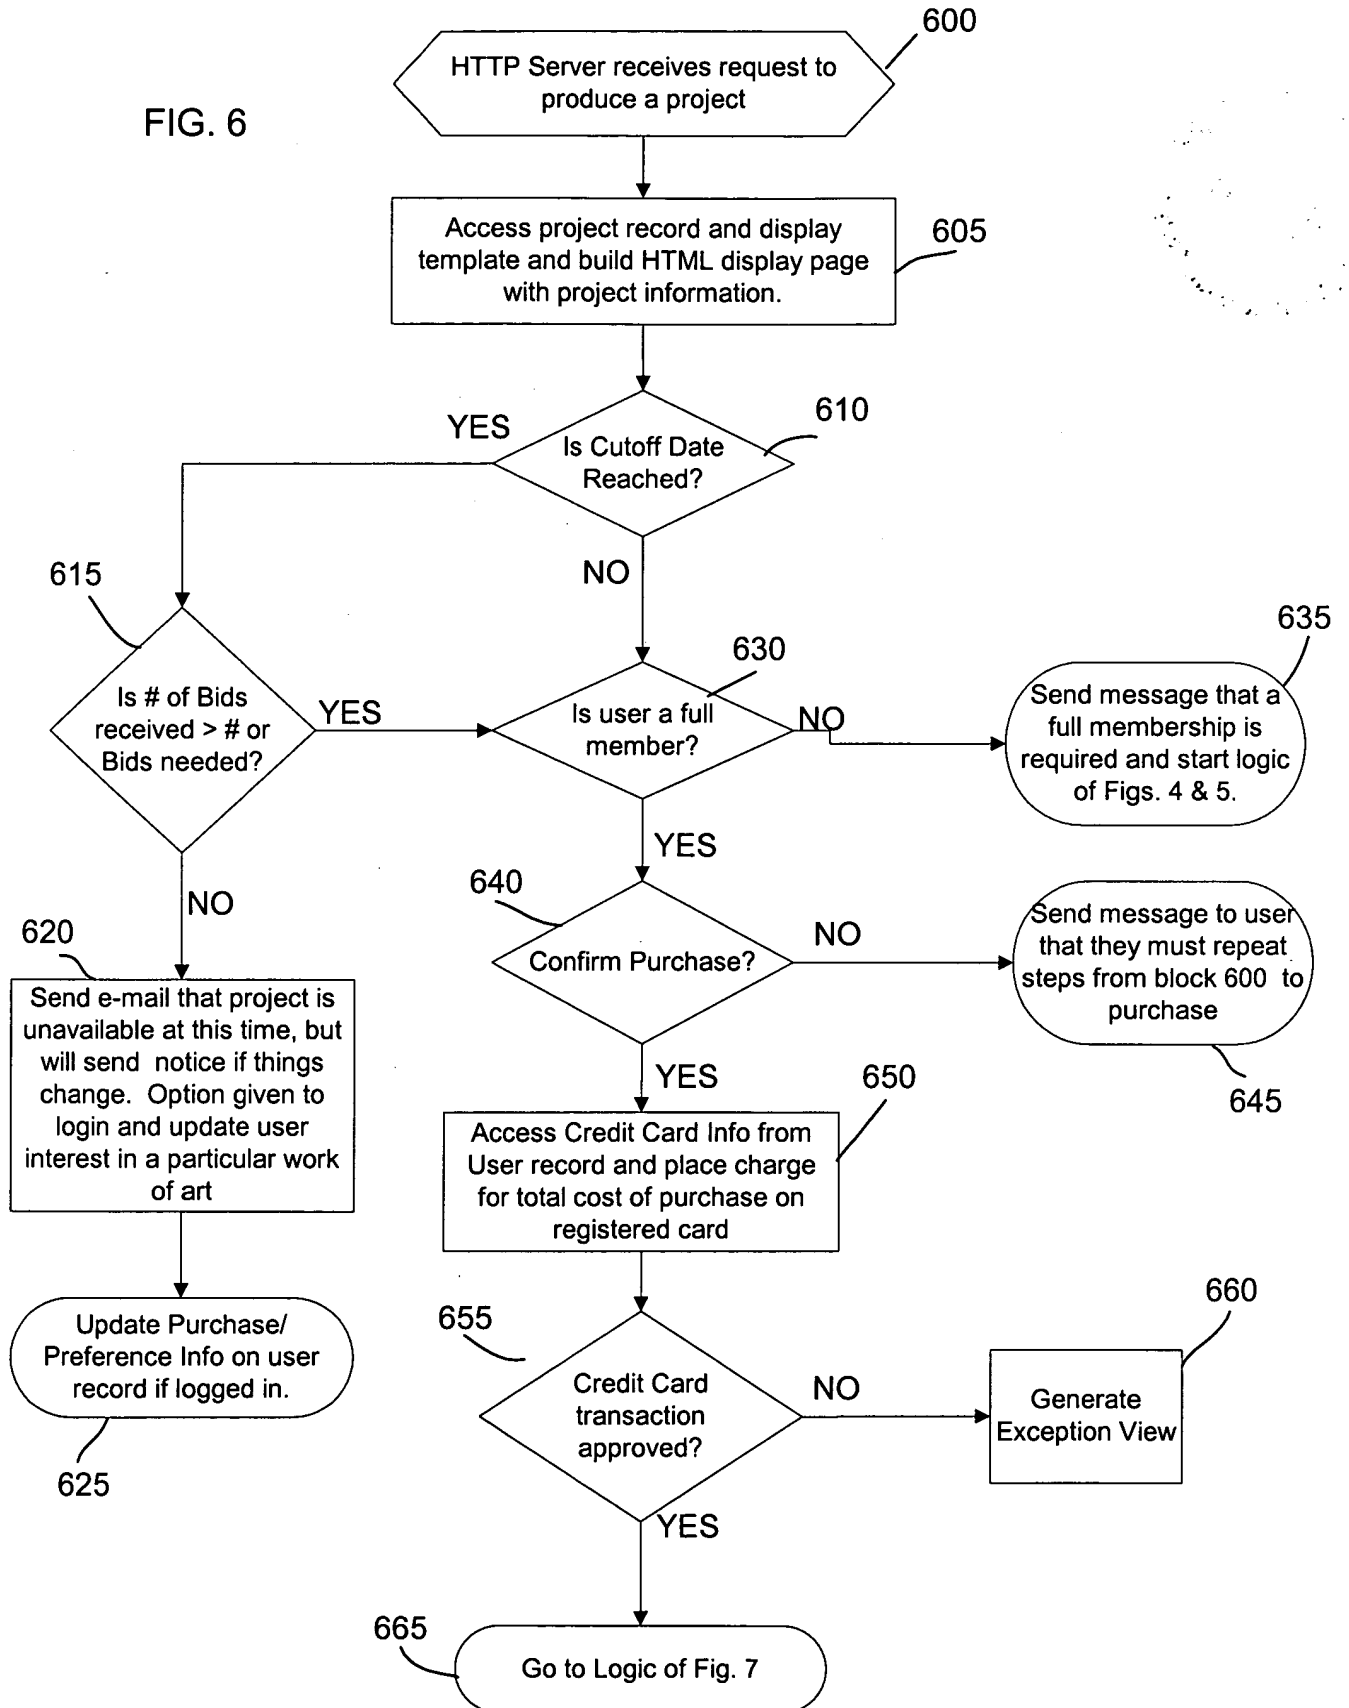 600
HTTP Server receives request to
produce a project
FIG. 6
605
Access project record and display
template and build HTML display page
with project information.
610
YES
Is Cutoff Date
Reached?
NO
615
Is # of Bids
received > # or
Bids needed?
YES
630
Is user a full
member?
NO
635
Send message that a
full membership is
required and start logic
of Figs. 4 & 5.
YES
NO
640
Confirm Purchase?
NO
Send message to user
that they must repeat
steps from block 600 to
purchase
645
620
Send e-mail that project is
unavailable at this time, but
will send notice if things
change. Option given to
login and update user
interest in a particular work
of art
YES
650
Access Credit Card Info from
User record and place charge
for total cost of purchase on
registered card
Update Purchase/
Preference Info on user
record if logged in.
625
655
Credit Card
transaction
approved?
NO
660
Generate
Exception View
YES
665
Go to Logic of Fig. 7